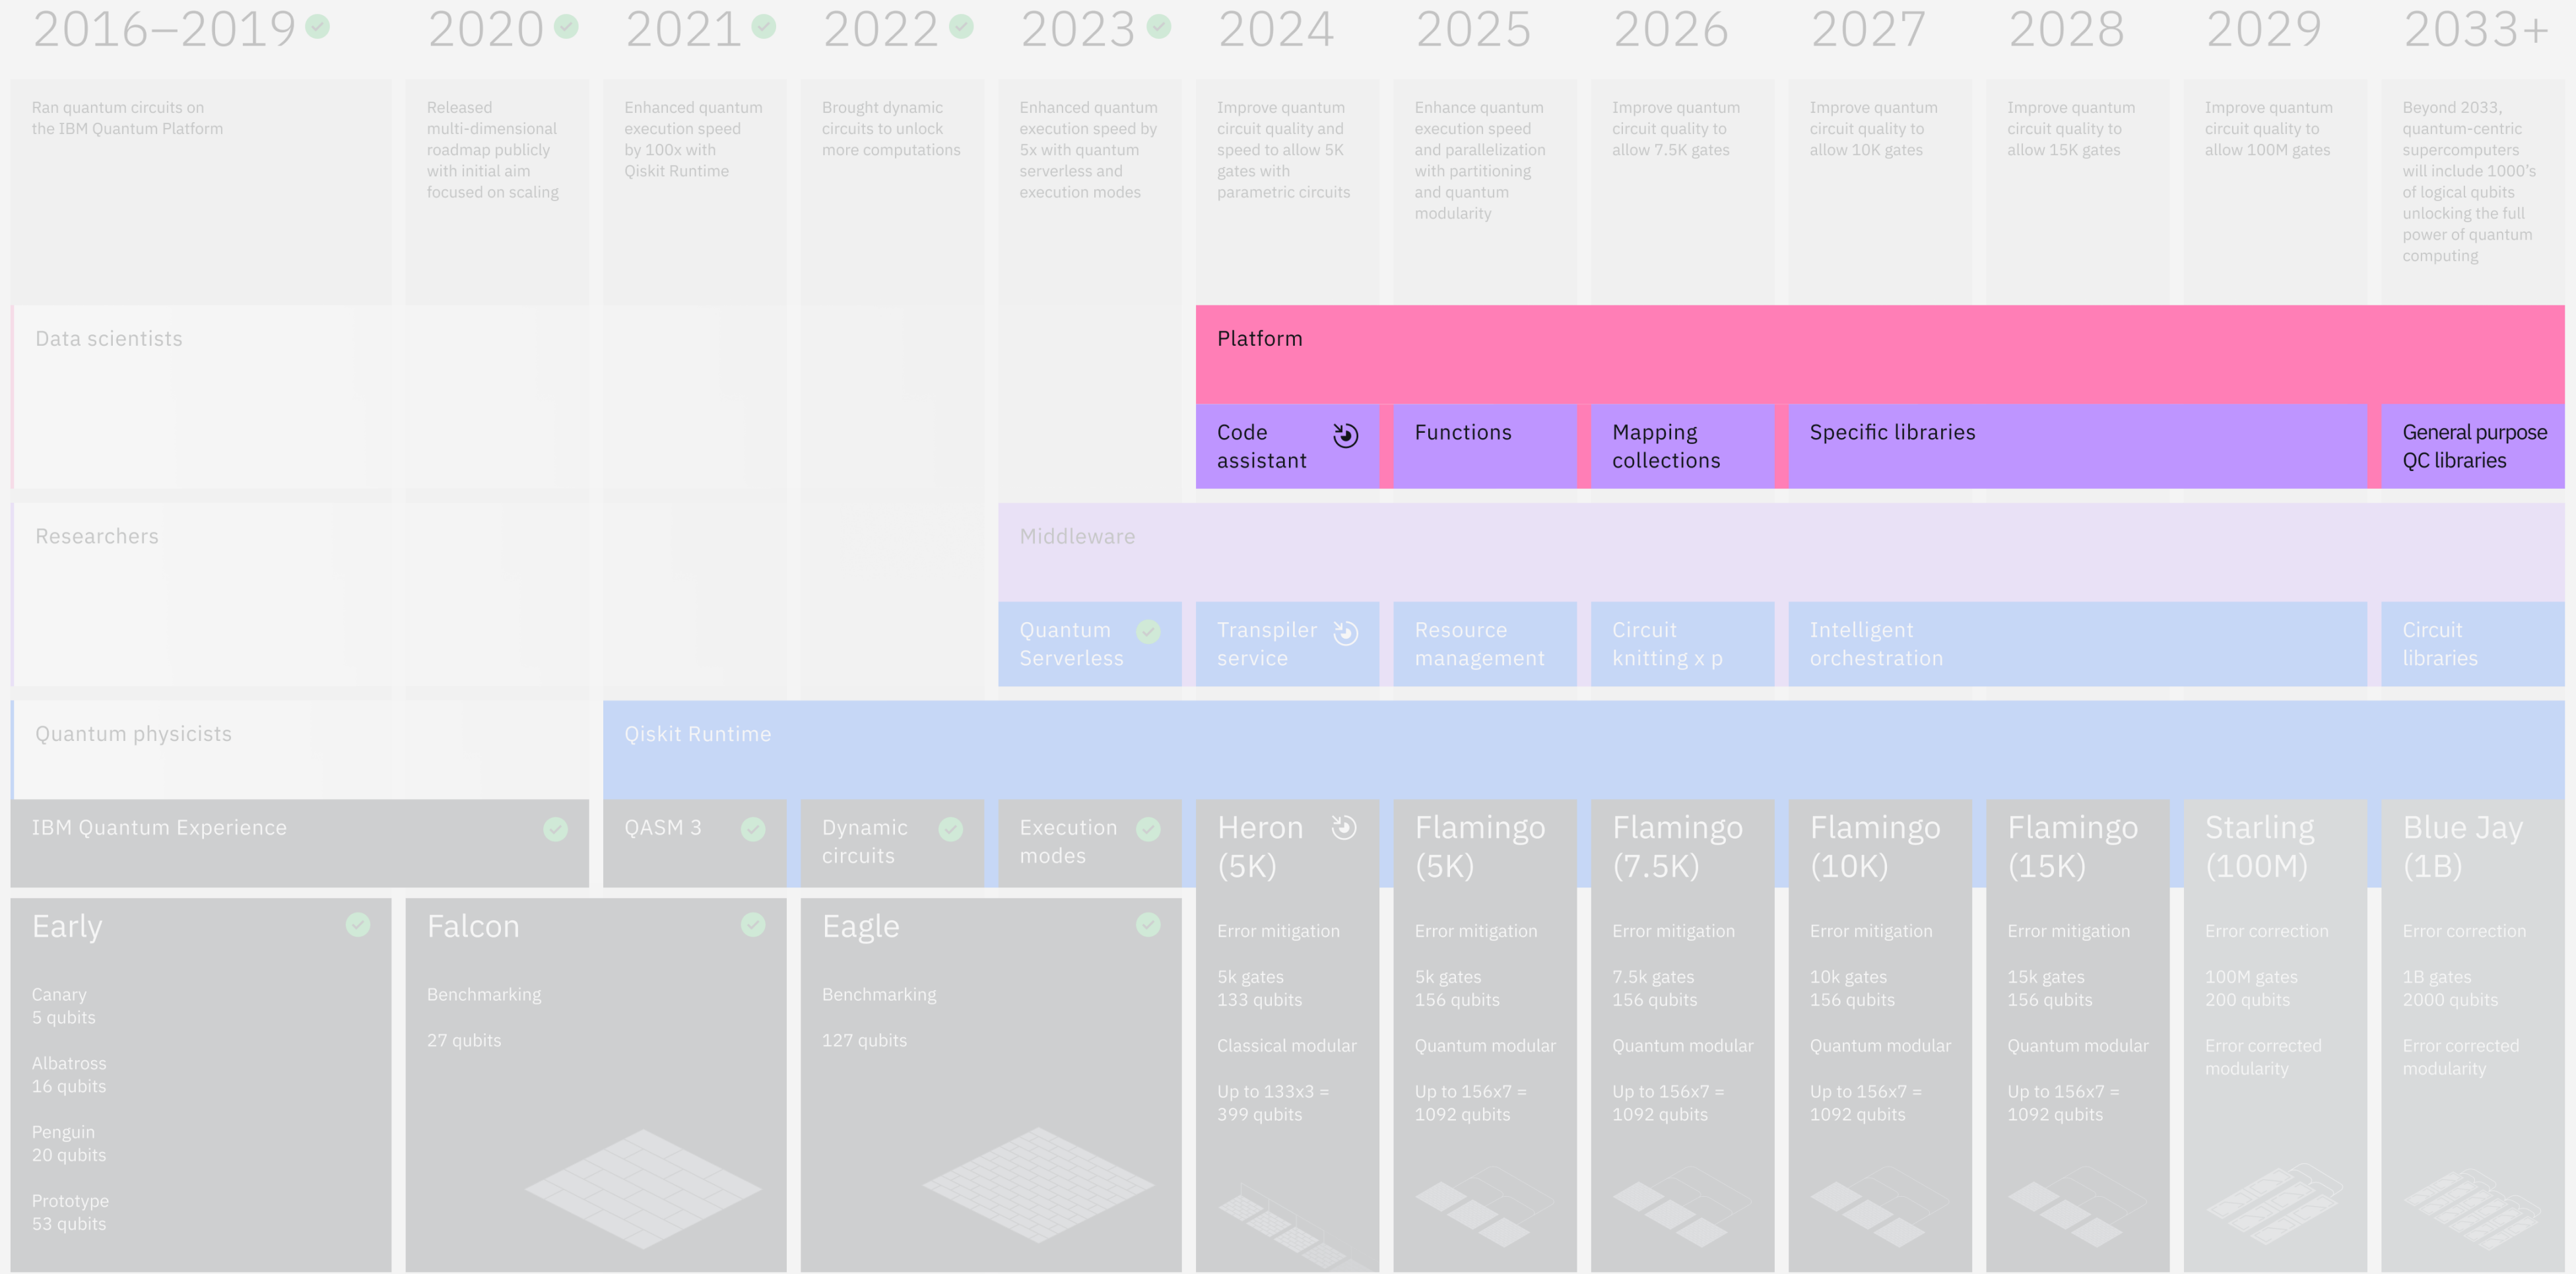 2016–2019
2020
2021
2022
2023
2024
2025
2026
2027
2028
2029
2033+
Ran quantum circuits on
the IBM Quantum Platform
Released
multi-dimensional
roadmap publicly
with initial aim
focused on scaling
Enhanced quantum
execution speed
by 100x with
Qiskit Runtime
Brought dynamic
circuits to unlock
more computations
Enhanced quantum
execution speed by
5x with quantum
serverless and
execution modes
Improve quantum
circuit quality and
speed to allow 5K
gates with
parametric circuits
Enhance quantum
execution speed
and parallelization
with partitioning
and quantum
modularity
Improve quantum
circuit quality to
allow 7.5K gates
Improve quantum
circuit quality to
allow 10K gates
Improve quantum
circuit quality to
allow 15K gates
Improve quantum
circuit quality to
allow 100M gates
Beyond 2033,
quantum-centric
supercomputers
will include 1000's
of logical qubits
unlocking the full
power of quantum
computing
Data scientists
Platform
Code
assistant
Functions
Mapping
collections
Specific libraries
General purpose
QC libraries
Researchers
Middleware
Quantum
Serverless
Transpiler
service
Resource
management
Circuit
knitting x p
Intelligent
orchestration
Circuit
libraries
Quantum physicists
Qiskit Runtime
IBM Quantum Experience
QASM 3
Dynamic
circuits
Execution
modes
Early
Canary
5 qubits
Albatross
16 qubits
Penguin
20 qubits
Prototype
53 qubits
Falcon
Benchmarking
27 qubits
Eagle
Benchmarking
127 qubits
Heron
(5K)
Error mitigation
5k gates
133 qubits
Classical modular
Up to 133x3 =
399 qubits
Flamingo
(5K)
Error mitigation
5k gates
156 qubits
Quantum modular
Up to 156x7 =
1092 qubits
Flamingo
(7.5K)
Error mitigation
7.5k gates
156 qubits
Quantum modular
Up to 156x7 =
1092 qubits
Flamingo
(10K)
Error mitigation
10k gates
156 qubits
Quantum modular
Up to 156x7 =
1092 qubits
Flamingo
(15K)
Error mitigation
15k gates
156 qubits
Quantum modular
Up to 156x7 =
1092 qubits
Starling
(100M)
Error correction
100M gates
200 qubits
Error corrected
modularity
Blue Jay
(1B)
Error correction
1B gates
2000 qubits
Error corrected
modularity